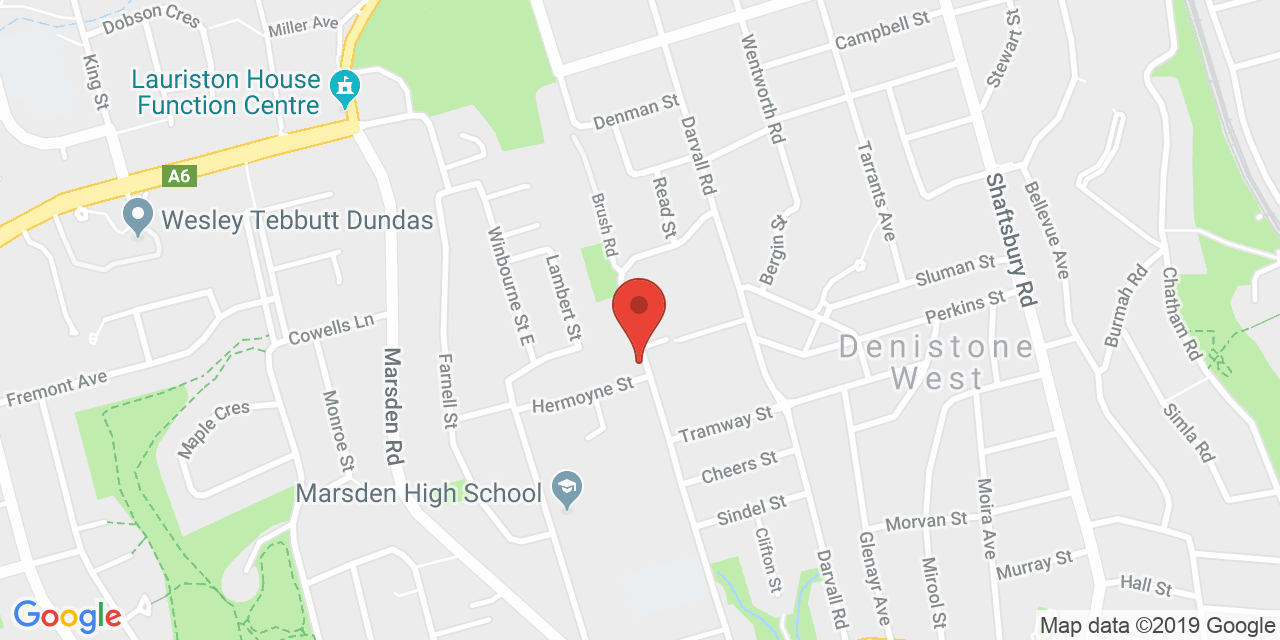 Dobson Cres
Miller Ave
Campbell St
Stewart St
King St
Lauriston House
Function Centre
Wentworth Rd
Denman St
Darvall Rd
A6
Tarrants Ave
Read St
Brush Rd
Shaftsbury Rd
Bellevue Ave
Wesley Tebbutt Dundas
Bergin St
Winbourne St E
Lambert St
Sluman St
Burmah Rd
Chatham Rd
Perkins St
Cowells Ln
Denistone
West
Marsden Rd
Farnell St
Fremont Ave
Hermoyne St
Maple Cres
Monroe St
Tramway St
Simla Rd
Cheers St
Marsden High School
Sindel St
Moira Ave
Morvan St
Clifton St
Darvall Rd
Glenayr Ave
Mirool St
Murray St
Hall St
Google
Map data ©2019 Google